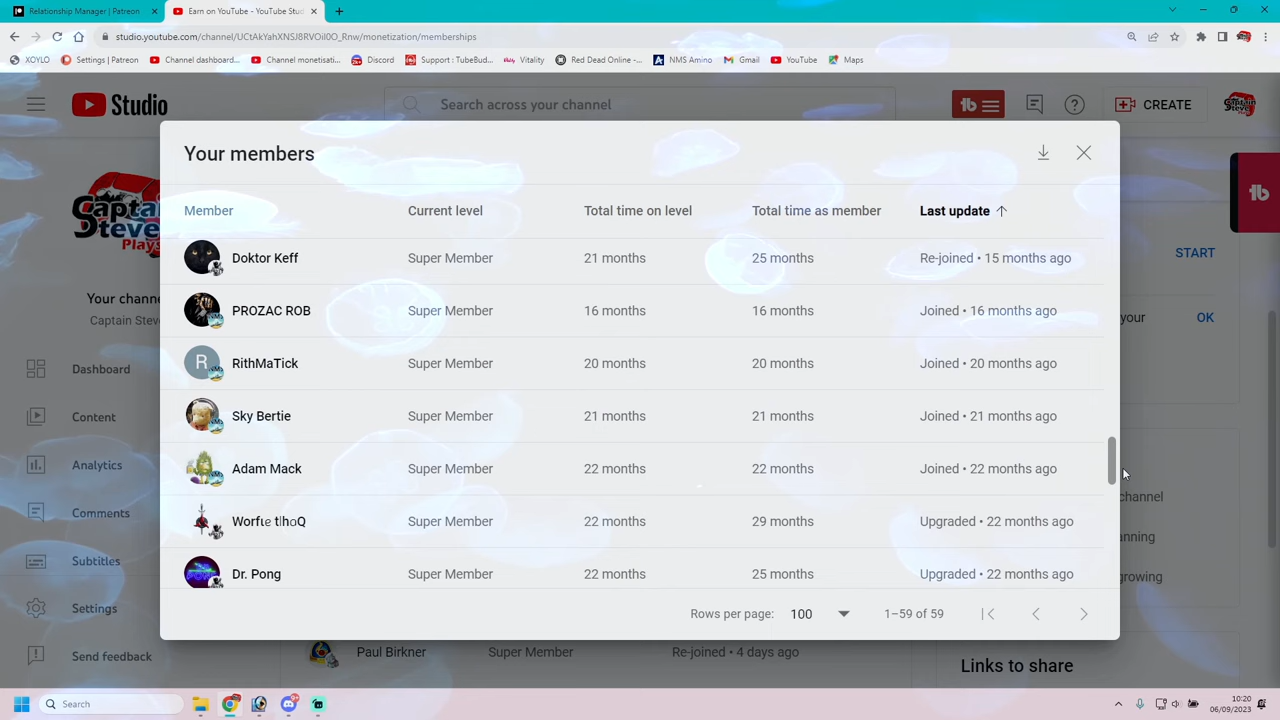 Relationship Manager | Patreon
Earn on YouTube - YouTube Stud
studio.youtube.com/channel/UCtAkYahXNSJ8RVOil0O_Rnw/monetization/memberships
XOYLO Settings | Patreon Channel dashboard... Channel monetisati... Discord Support : TubeBud... Vitality Red Dead Online -... NMS Amino Gmail YouTube Maps
Studio
Search across your channel
CREATE
Your members
Member Current level Total time on level Total time as member Last update
Doktor Keff Super Member 21 months 25 months Re-joined • 15 months ago
PROZAC ROB Super Member 16 months 16 months Joined • 16 months ago
RithMaTick Super Member 20 months 20 months Joined • 20 months ago
Sky Bertie Super Member 21 months 21 months Joined • 21 months ago
Adam Mack Super Member 22 months 22 months Joined • 22 months ago
Super Member 22 months 29 months Upgraded • 22 months ago
Dr. Pong Super Member 22 months 25 months Upgraded • 22 months ago
Rows per page: 100 1–59 of 59
Captain
Steve
Plays
Your chann
Captain Stev
Dashboard
Content
Analytics
Comments
Subtitles
Settings
Send feedback
START
your OK
channel
anning
growing
Paul Birkner Super Member Re-joined • 4 days ago
Links to share
Search
10:20
06/09/2023